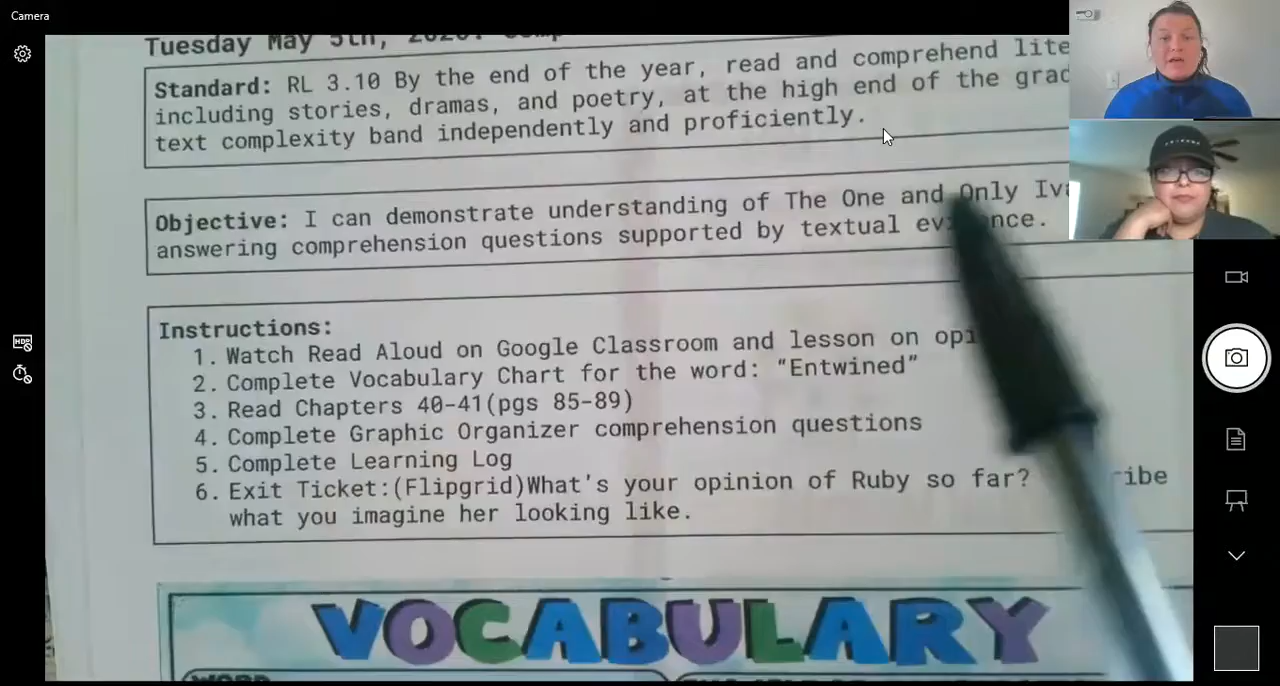 Camera
Tuesday May 5th, 2020:
Standard: RL 3.10 By the end of the year, read and comprehend
including stories, dramas, and poetry, at the high end of the
text complexity band independently and proficiently.
Objective: I can demonstrate understanding of The One and Only
answering comprehension questions supported by textual
Instructions:
1. Watch Read Aloud on Google Classroom and lesson on
2. Complete Vocabulary Chart for the word: “Entwined”
3. Read Chapters 40-41(pgs 85-89)
4. Complete Graphic Organizer comprehension questions
5. Complete Learning Log
6. Exit Ticket:(Flipgrid)What's your opinion of Ruby so far?
what you imagine her looking like.
VOCABULARY
WORD